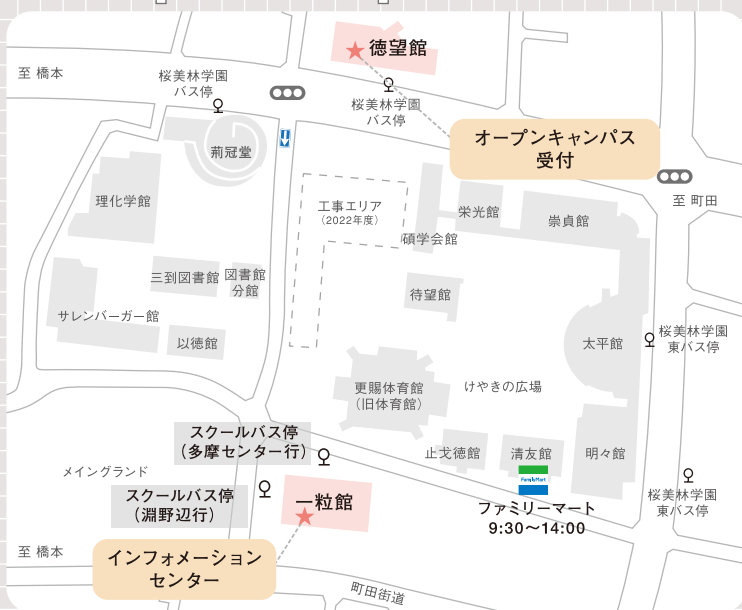 徳望館
至 橋本
桜美林学園
バス停
桜美林学園
バス停
オープンキャンパス
受付
荊冠堂
至 町田
理化学館
工事エリア
(2022年度)
栄光館
崇貞館
碩学会館
三到図書館
図書館
分館
待望館
サレンバーガー館
以徳館
太平館
桜美林学園
東バス停
更賜体育館
(旧体育館)
けやきの広場
スクールバス停
(多摩センター行)
止戈徳館
清友館
明々館
メイングランド
FamilyMart
スクールバス停
(淵野辺行)
一粒館
ファミリーマート
9:30〜14:00
桜美林学園
東バス停
至 橋本
インフォメーション
センター
町田街道